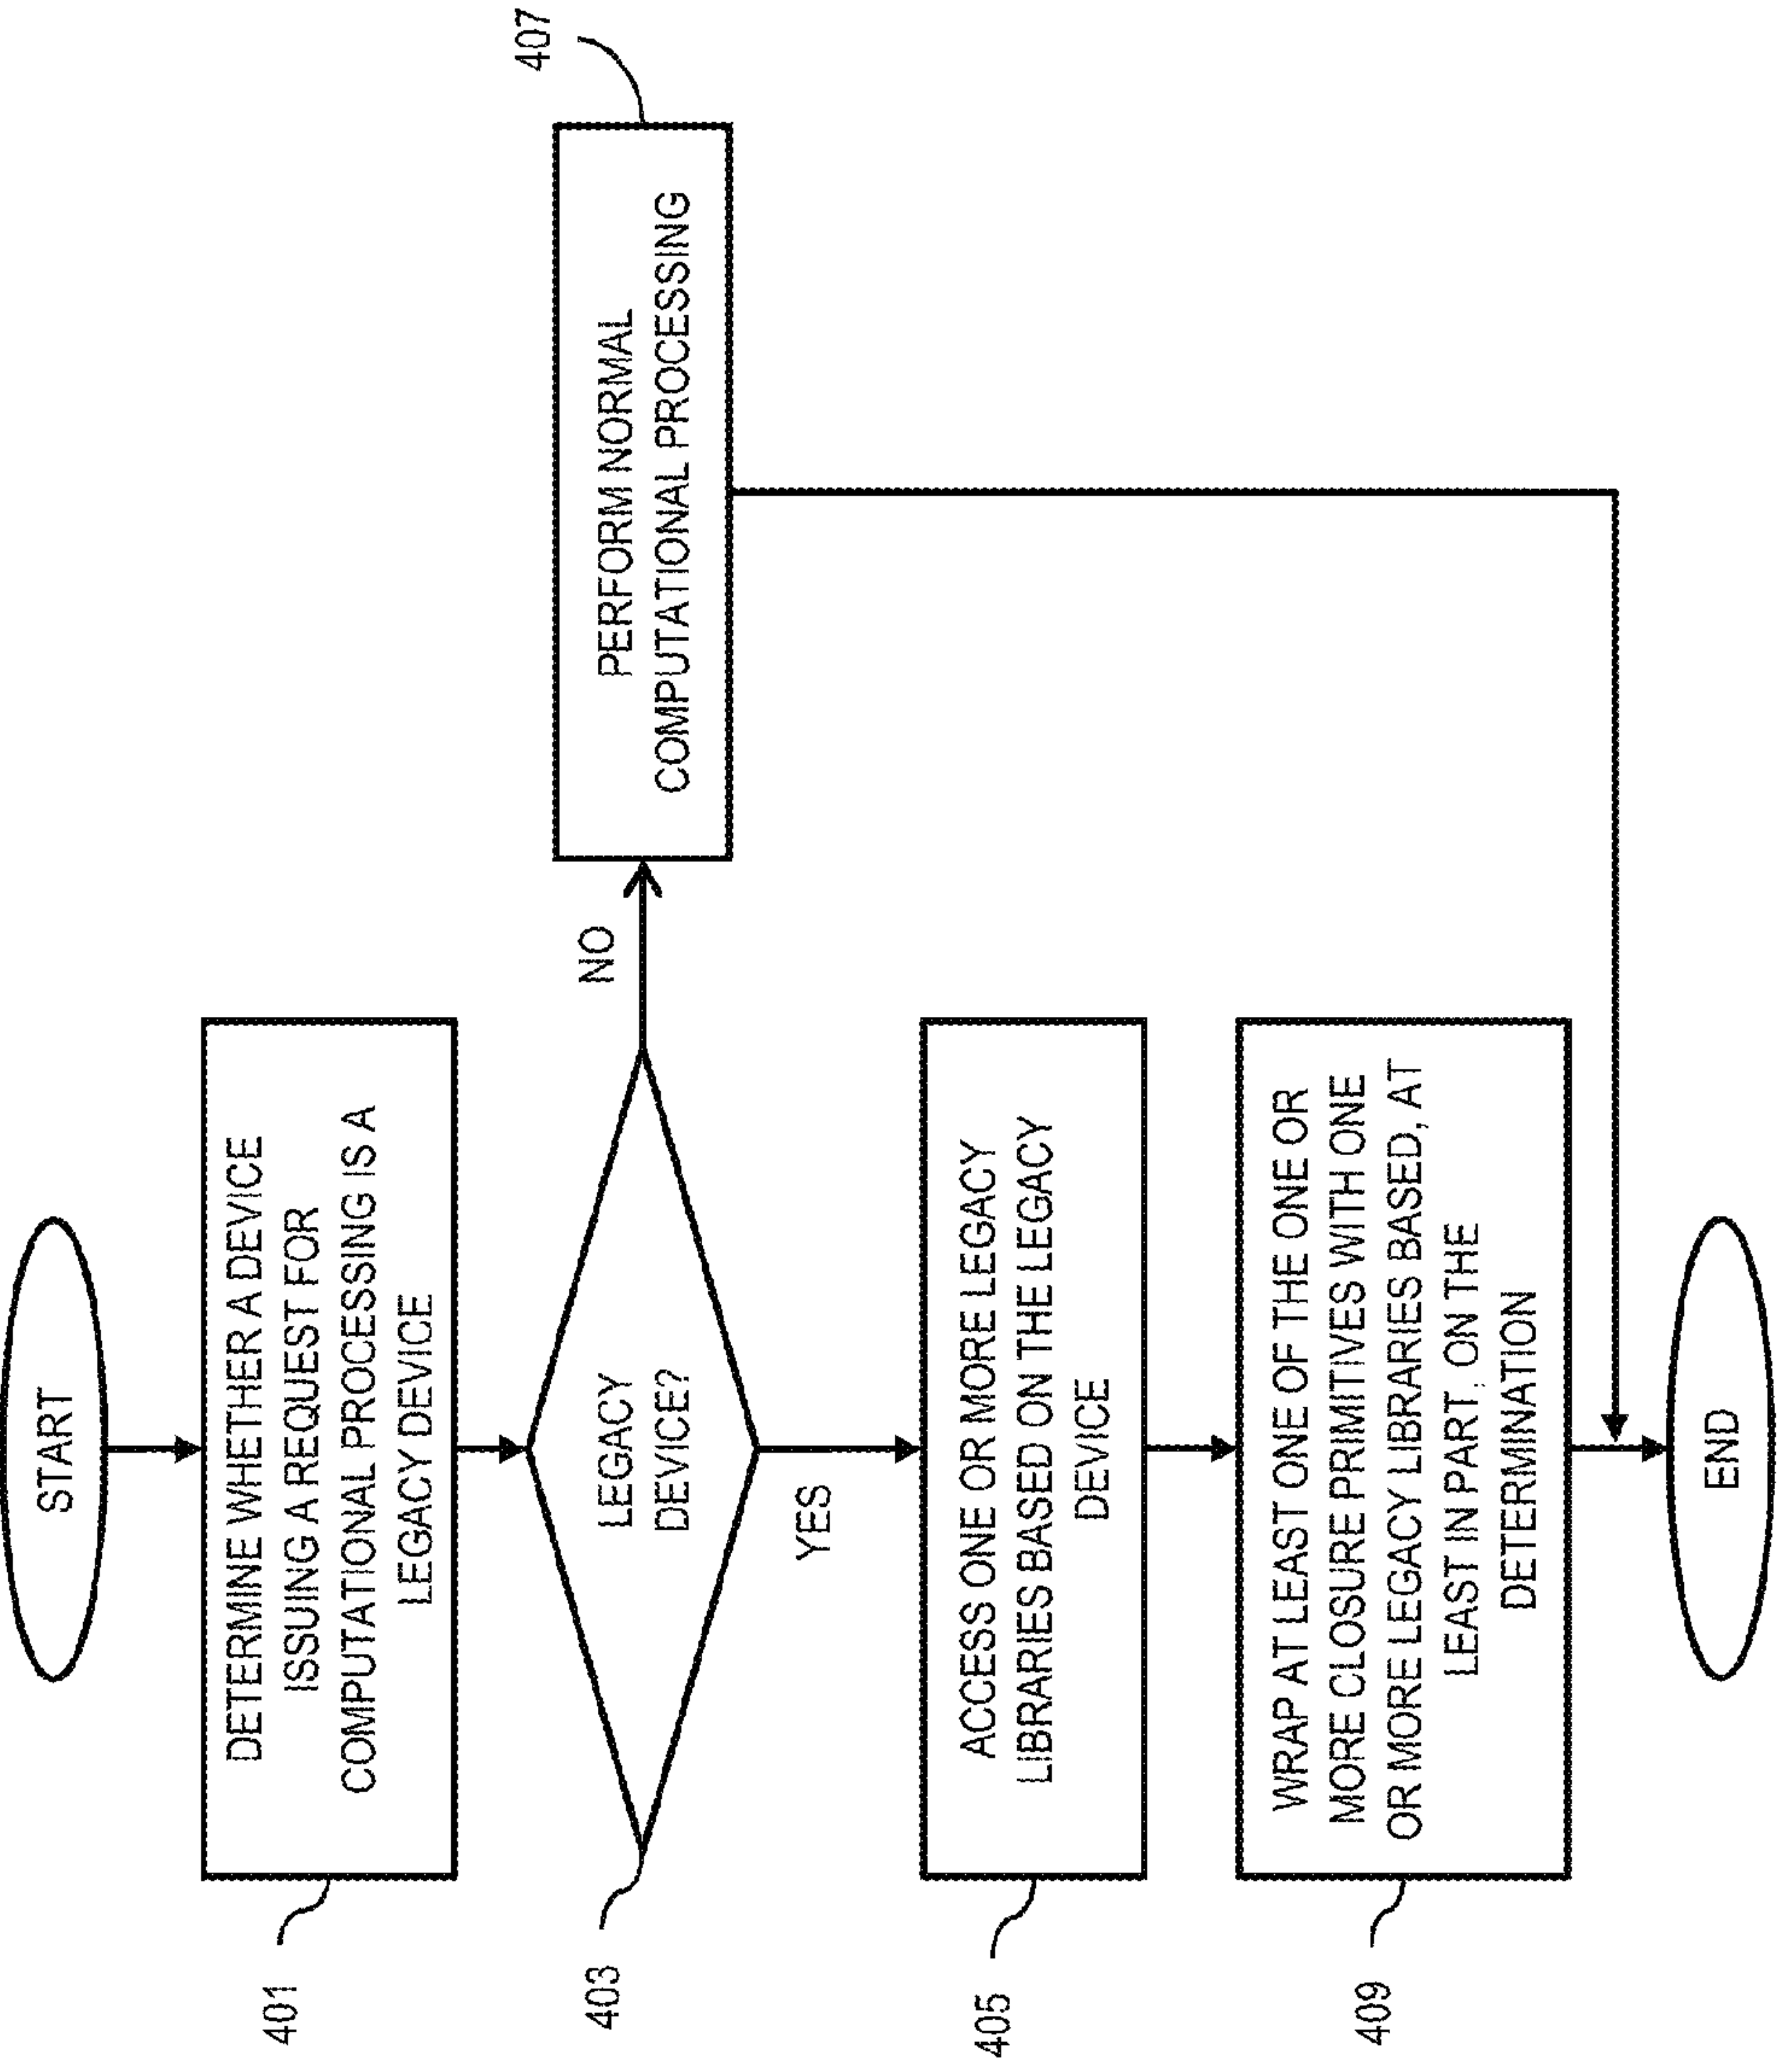 START
DETERMINE WHETHER A DEVICE
ISSUING A REQUEST FOR
COMPUTATIONAL PROCESSING IS A
LEGACY DEVICE
401
LEGACY
DEVICE?
403
NO
PERFORM NORMAL
COMPUTATIONAL PROCESSING
407
YES
ACCESS ONE OR MORE LEGACY
LIBRARIES BASED ON THE LEGACY
DEVICE
405
WRAP AT LEAST ONE OF THE ONE OR
MORE CLOSURE PRIMITIVES WITH ONE
OR MORE LEGACY LIBRARIES BASED, AT
LEAST IN PART, ON THE
DETERMINATION
409
END